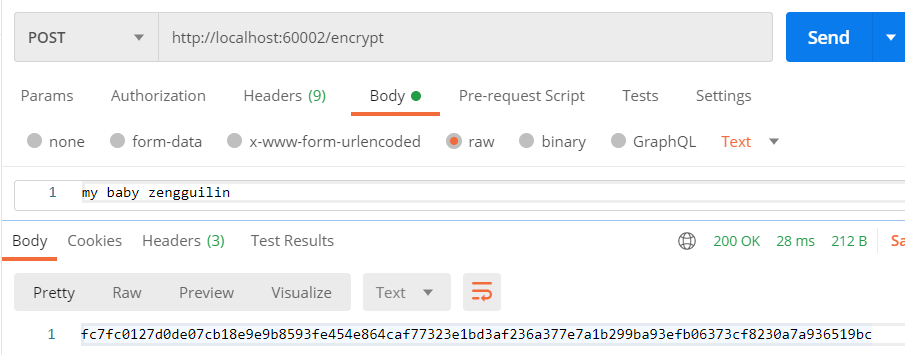 POST http://localhost:60002/encrypt Send
Params Authorization Headers (9) Body Pre-request Script Tests Settings
none form-data x-www-form-urlencoded raw binary GraphQL Text
1 my baby zengguilin
Body Cookies Headers (3) Test Results 200 OK 28 ms 212 B Sa
Pretty Raw Preview Visualize Text
1 fc7fc0127d0de07cb18e9e9b8593fe454e864caf77323e1bd3af236a377e7a1b299ba93efb06373cf8230a7a936519bc